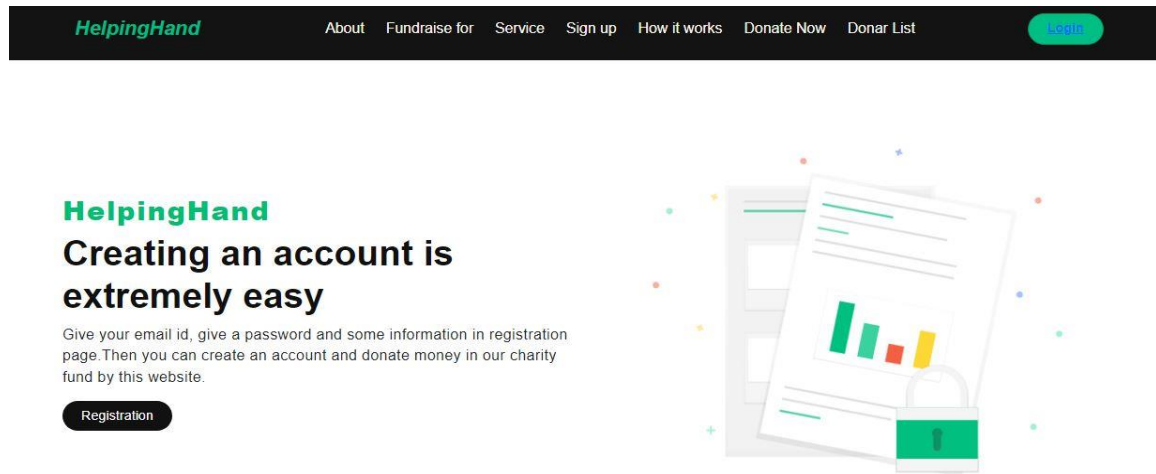 HelpingHand About Fundraise for Service Sign up How it works Donate Now Donar List Login
HelpingHand
Creating an account is
extremely easy
Give your email id, give a password and some information in registration
page.Then you can create an account and donate money in our charity
fund by this website.
Registration